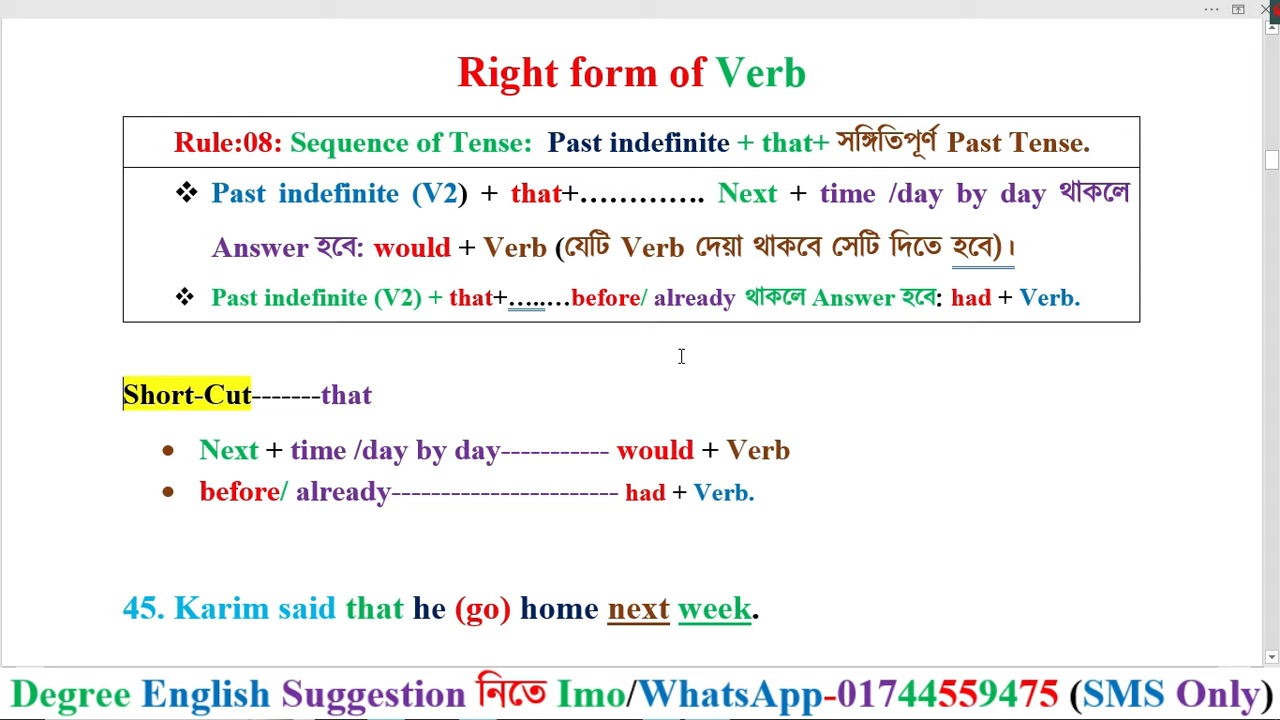 Right form of Verb
Rule:08: Sequence of Tense: Past indefinite + that+ সঙ্গিতিপূর্ণ Past Tense.
❖ Past indefinite (V2) + that+…………. Next + time /day by day থাকলে
Answer হবে: would + Verb (যেটি Verb দেয়া থাকবে সেটি দিতে হবে)।
❖ Past indefinite (V2) + that+…..…before/ already থাকলে Answer হবে: had + Verb.
Short-Cut-------that
• Next + time /day by day----------- would + Verb
• before/ already----------------------- had + Verb.
45. Karim said that he (go) home next week.
Degree English Suggestion নিতে Imo/WhatsApp-01744559475 (SMS Only)